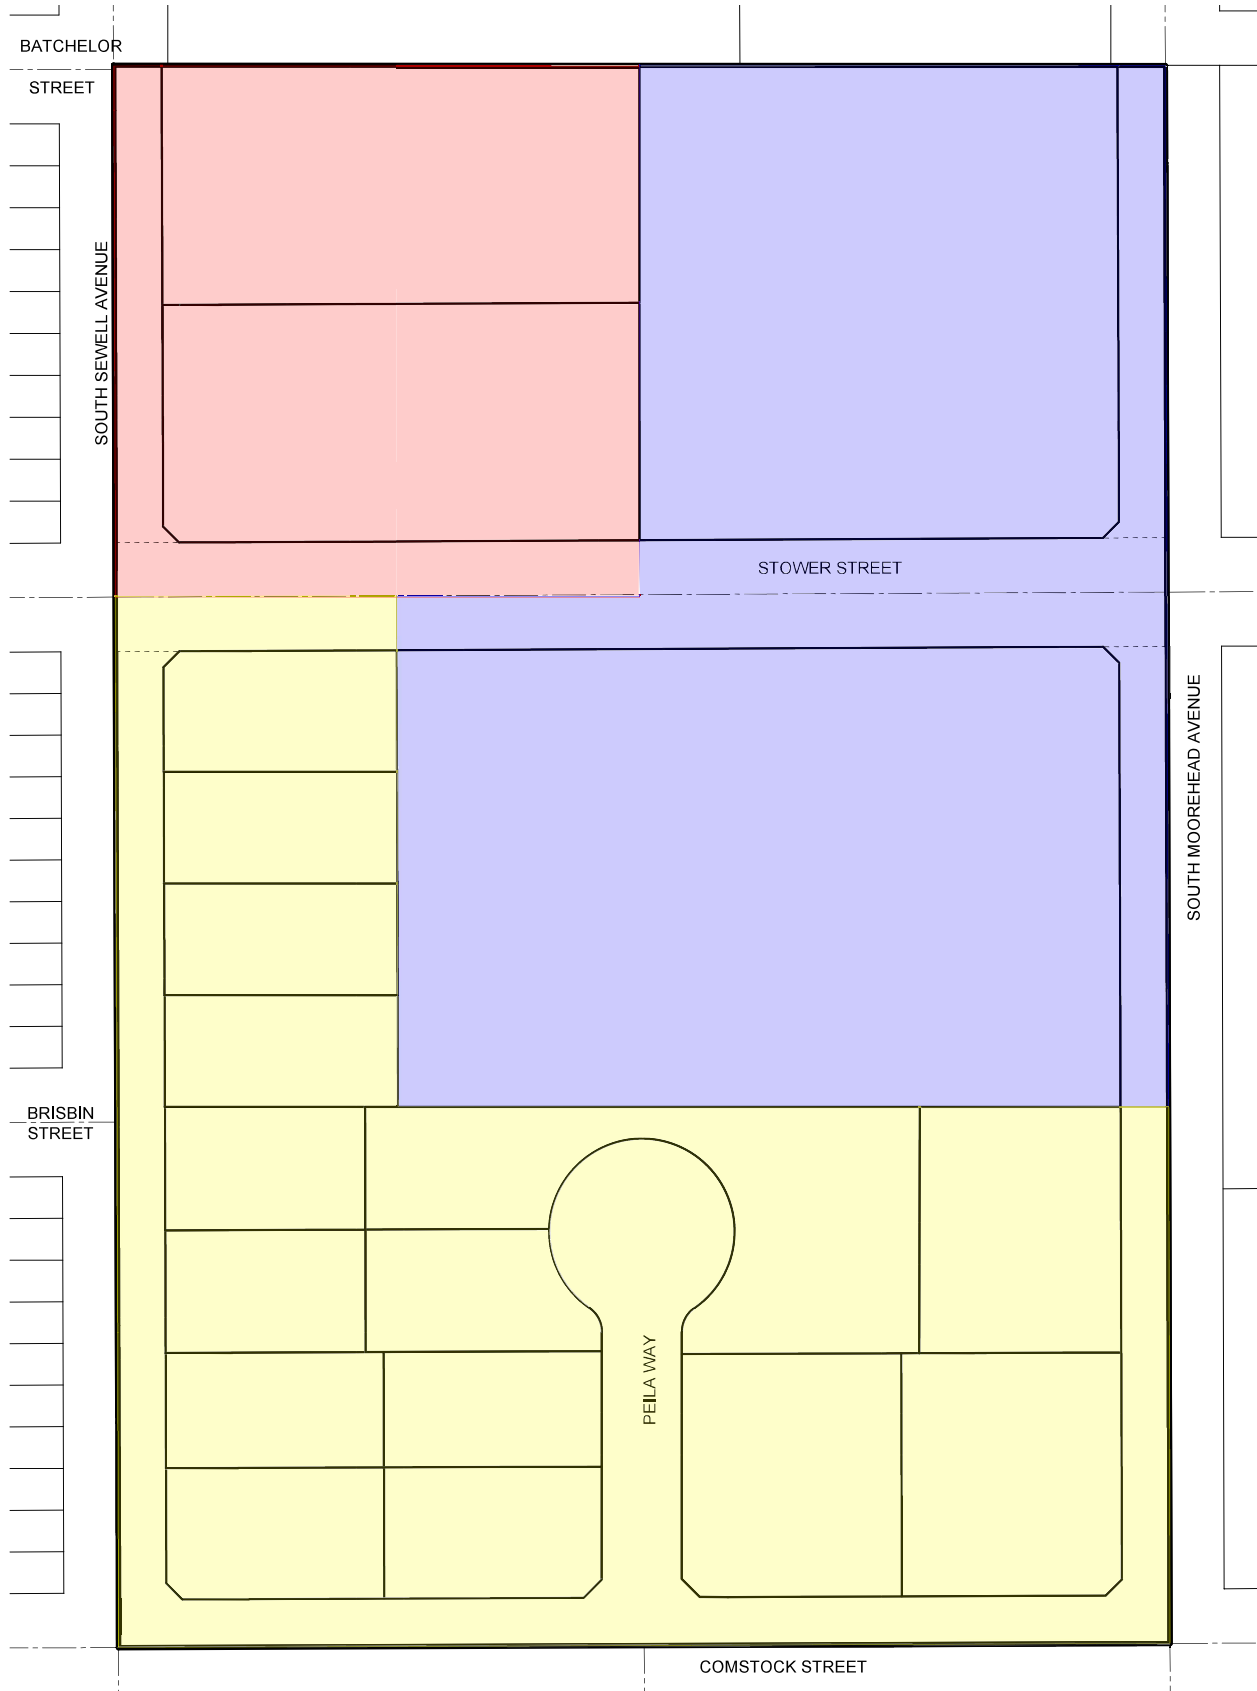 BATCHELOR
STREET
SOUTH SEWELL AVENUE
STOWER STREET
SOUTH MOOREHEAD AVENUE
BRISBIN
STREET
PEILA WAY
COMSTOCK STREET